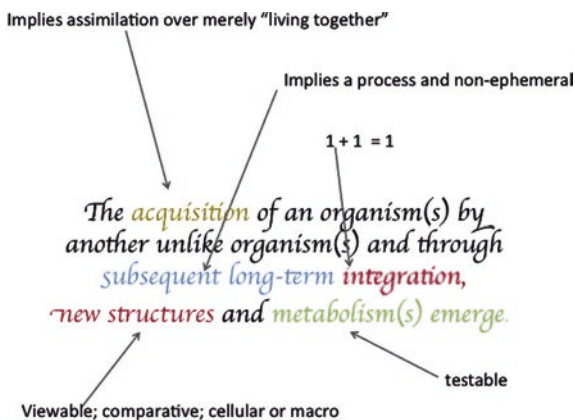 Implies assimilation over merely “living together”
Implies a process and non-ephemeral
1 + 1 = 1
The acquisition of an organism(s) by
another unlike organism(s) and through
subsequent long-term integration,
new structures and metabolism(s) emerge.
testable
Viewable; comparative; cellular or macro